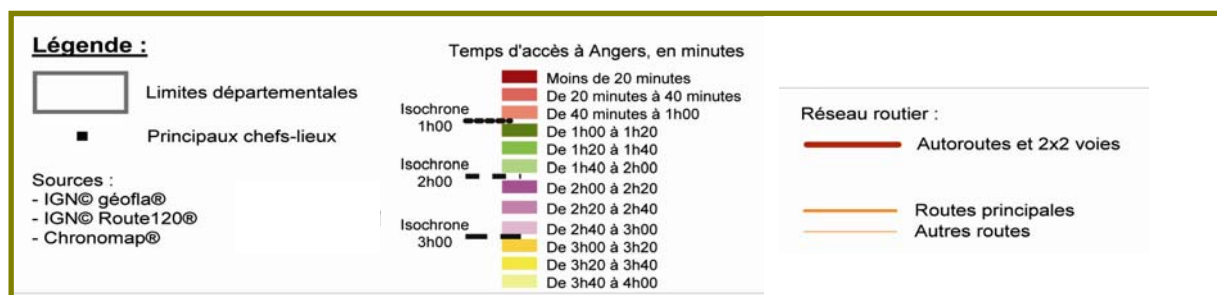 Légende :
Limites départementales
Principaux chefs-lieux
Sources :
- IGN© géofla®
- IGN© Route120®
- Chronomap®
Temps d'accès à Angers, en minutes
Moins de 20 minutes
De 20 minutes à 40 minutes
De 40 minutes à 1h00
Isochrone
1h00
De 1h00 à 1h20
De 1h20 à 1h40
De 1h40 à 2h00
Isochrone
2h00
De 2h00 à 2h20
De 2h20 à 2h40
De 2h40 à 3h00
Isochrone
3h00
De 3h00 à 3h20
De 3h20 à 3h40
De 3h40 à 4h00
Réseau routier :
Autoroutes et 2x2 voies
Routes principales
Autres routes